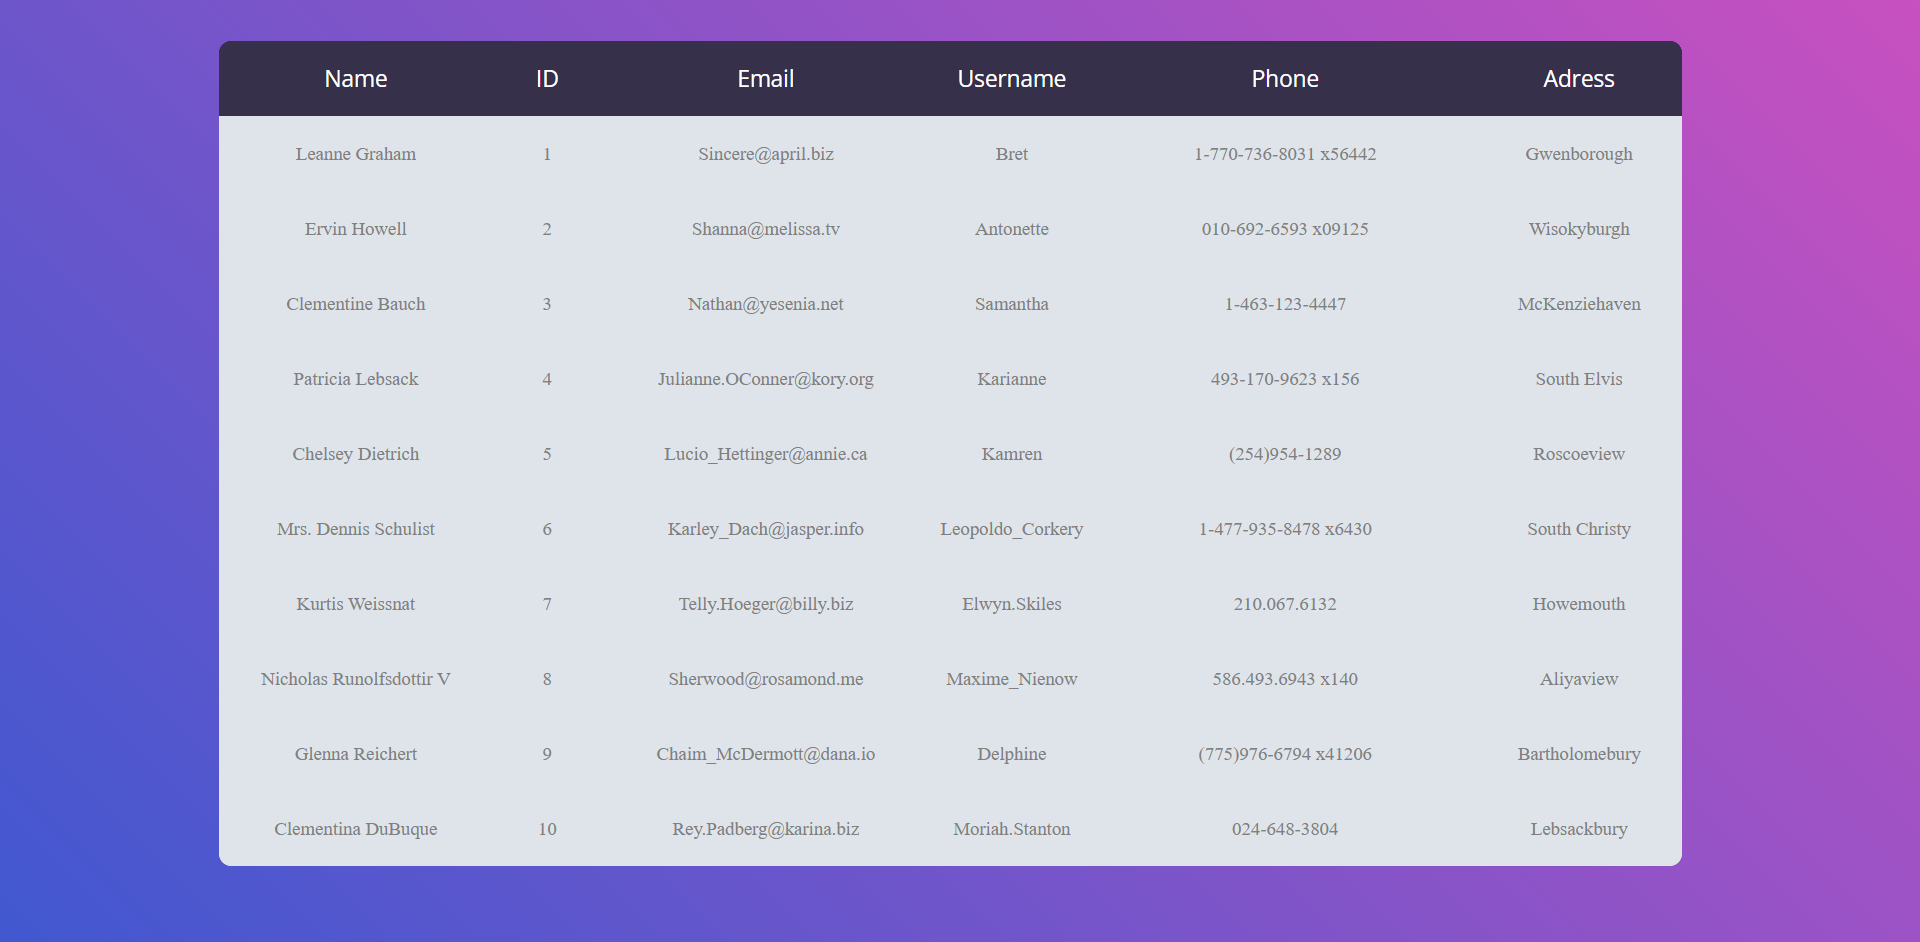 Name ID Email Username Phone Adress
Leanne Graham 1 Sincere@april.biz Bret 1-770-736-8031 x56442 Gwenborough
Ervin Howell 2 Shanna@melissa.tv Antonette 010-692-6593 x09125 Wisokyburgh
Clementine Bauch 3 Nathan@yesenia.net Samantha 1-463-123-4447 McKenziehaven
Patricia Lebsack 4 Julianne.OConner@kory.org Karianne 493-170-9623 x156 South Elvis
Chelsey Dietrich 5 Lucio_Hettinger@annie.ca Kamren (254)954-1289 Roscoeview
Mrs. Dennis Schulist 6 Karley_Dach@jasper.info Leopoldo_Corkery 1-477-935-8478 x6430 South Christy
Kurtis Weissnat 7 Telly.Hoeger@billy.biz Elwyn.Skiles 210.067.6132 Howemouth
Nicholas Runolfsdottir V 8 Sherwood@rosamond.me Maxime_Nienow 586.493.6943 x140 Aliyaview
Glenna Reichert 9 Chaim_McDermott@dana.io Delphine (775)976-6794 x41206 Bartholomebury
Clementina DuBuque 10 Rey.Padberg@karina.biz Moriah.Stanton 024-648-3804 Lebsackbury